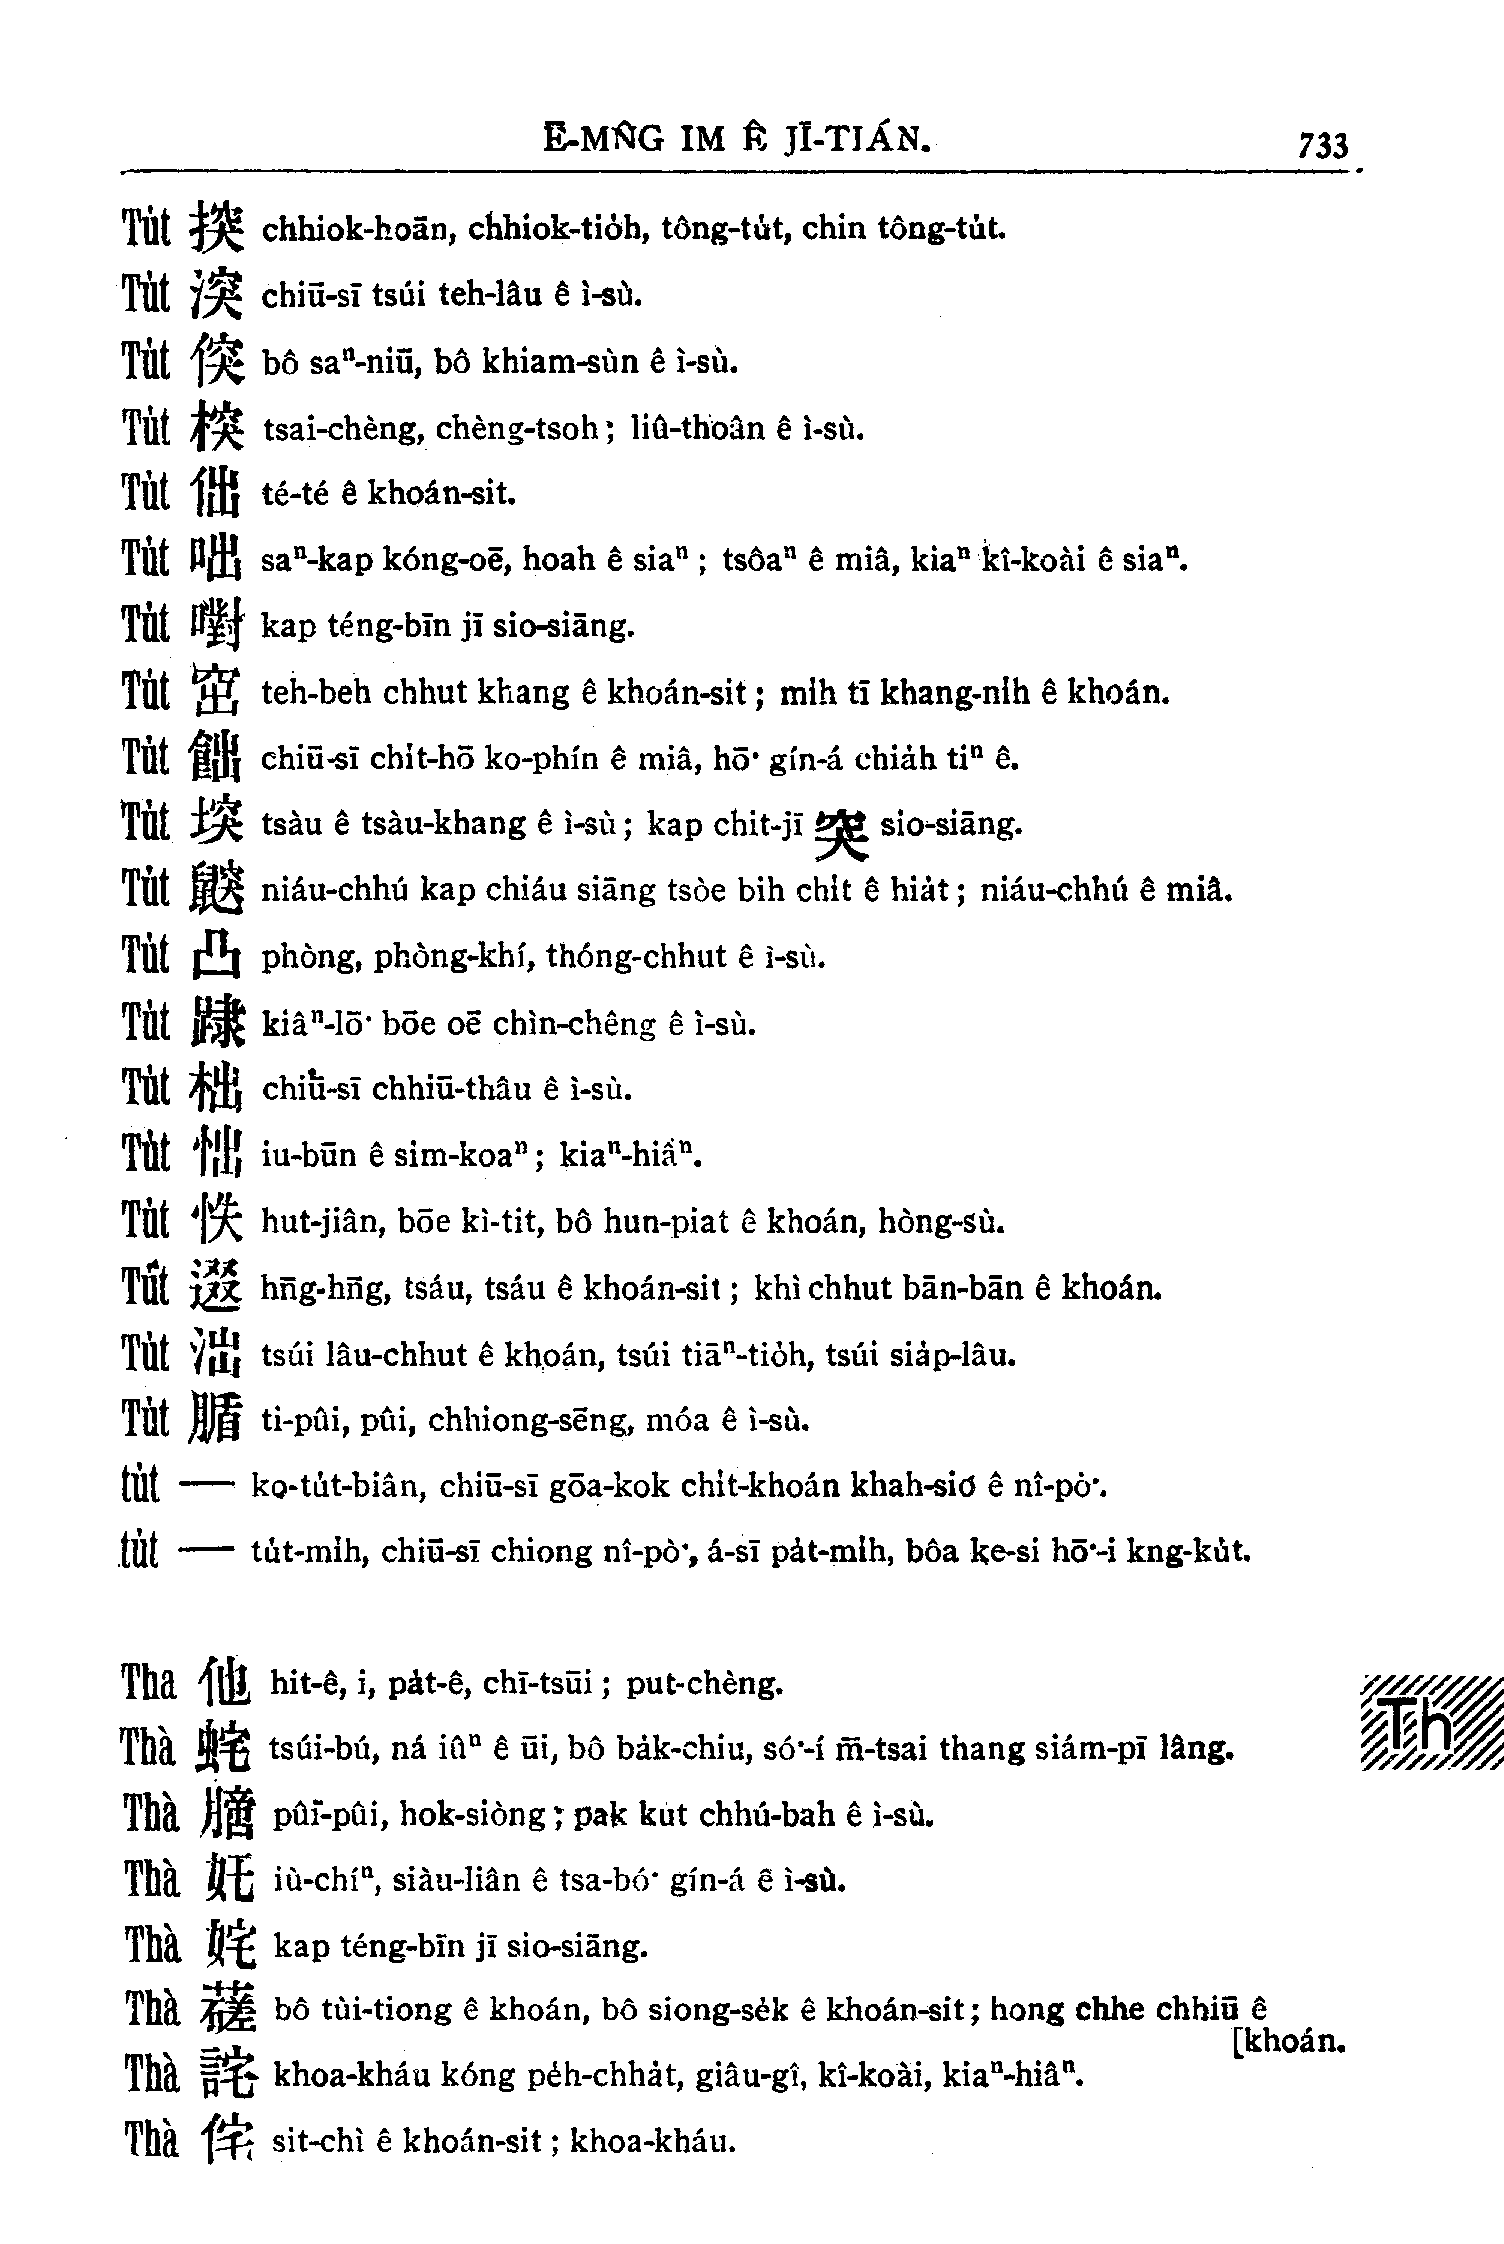 Ē-MN̂G IM Ê JĪ-TIÁN.
733
Tu̍t 揬 chhiok-hoān, chhiok-tio̍h, tông-tu̍t, chin tông-tu̍t.
Tu̍t 湥 chiū-sī tsúi teh-lâu ê ì-sù.
Tu̍t 㑮 bô saⁿ-niū, bô khiam-sùn ê ì-sù.
Tu̍t 㮏 tsai-chèng, chèng-tsoh; liû-thoân ê ì-sù.
Tu̍t 㑁 té-té ê khoán-sit.
Tu̍t 咄 saⁿ-kap kóng-oē, hoah ê siaⁿ; tsôaⁿ ê miâ, kiaⁿ kî-koài ê siaⁿ.
Tu̍t 嚉 kap téng-bīn jī sio-siāng.
Tu̍t 窋 teh-beh chhut khang ê khoán-sit; mih tī khang-nih ê khoán.
Tu̍t 飿 chiū-sī chi̍t-hō ko-phín ê miâ, hō͘ gín-á chia̍h tiⁿ ê.
Tu̍t 堗 tsàu ê tsàu-khang ê ì-sù; kap chit-jī 突 sio-siāng.
Tu̍t 鼵 niáu-chhú kap chiáu siāng tsòe bih chi̍t ê hia̍t; niáu-chhú ê miâ.
Tu̍t 凸 phòng, phòng-khí, thóng-chhut ê ì-sù.
Tu̍t kiâⁿ-lō͘ bōe oē chìn-chêng ê ì-sù.
Tu̍t 柮 chiū-sī chhiū-thâu ê ì-sù.
Tu̍t 怞 iu-būn ê sim-koaⁿ; kiaⁿ-hiâⁿ.
Tu̍t 怢 hut-jiân, bōe kì-tit, bô hun-piat ê khoán, hòng-sù.
Tu̍t hn̄g-hn̄g, tsáu, tsáu ê khoán-sit; khì chhut bān-bān ê khoán.
Tu̍t 泏 tsúi lâu-chhut ê khoán, tsúi tiāⁿ-tio̍h, tsúi sia̍p-lâu.
Tu̍t 腯 ti-pûi, pûi, chhiong-sēng, móa ê ì-sù.
tu̍t — ko-tu̍t-biân, chiū-sī gōa-kok chi̍t-khoán khah-sio ê nî-pò͘.
tu̍t — tu̍t-mi̍h, chiū-sī chiong nî-pò͘, á-sī pa̍t-mi̍h, bôa ke-si hō͘-i kng-ku̍t.
Tha 他 hit-ê, i, pa̍t-ê, chī-tsūi; put-chèng.
Thà 蛇 tsúi-bú, ná iûⁿ ê ūi, bô ba̍k-chiu, só͘-í m̄-tsai thang siám-pī lâng.
Thà pûi-pûi, hok-siòng; pak kut chhú-bah ê ì-sù.
Thà 奼 iù-chíⁿ, siàu-liân ê tsa-bó͘ gín-á ê ì-sù.
Thà 姹 kap téng-bīn jī sio-siāng.
Thà bô tùi-tiong ê khoán, bô siong-se̍k ê khoán-sit; hong chhe chhiū ê
[khoán.
Thà 詫 khoa-kháu kóng pe̍h-chha̍t, giâu-gî, kî-koài, kiaⁿ-hiâⁿ.
Thà 侘 sit-chì ê khoán-sit; khoa-kháu.
Th